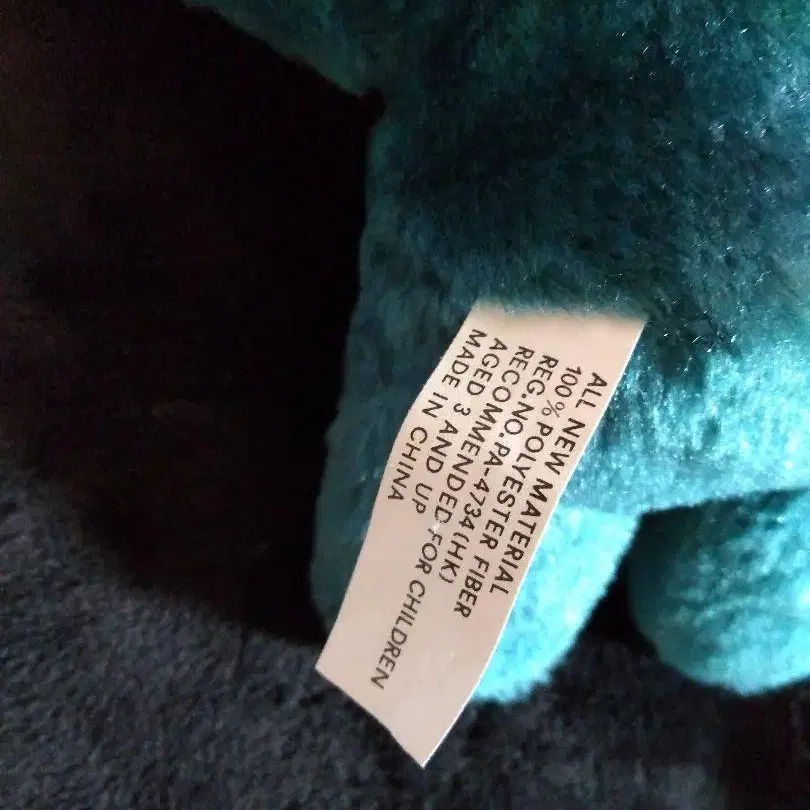 ALL NEW MATERIAL
100% POLYESTER FIBER
REG.NO.PA-4734(HK)
RECOMMENDED FOR CHILDREN
AGED 3 AND UP
MADE IN CHINA